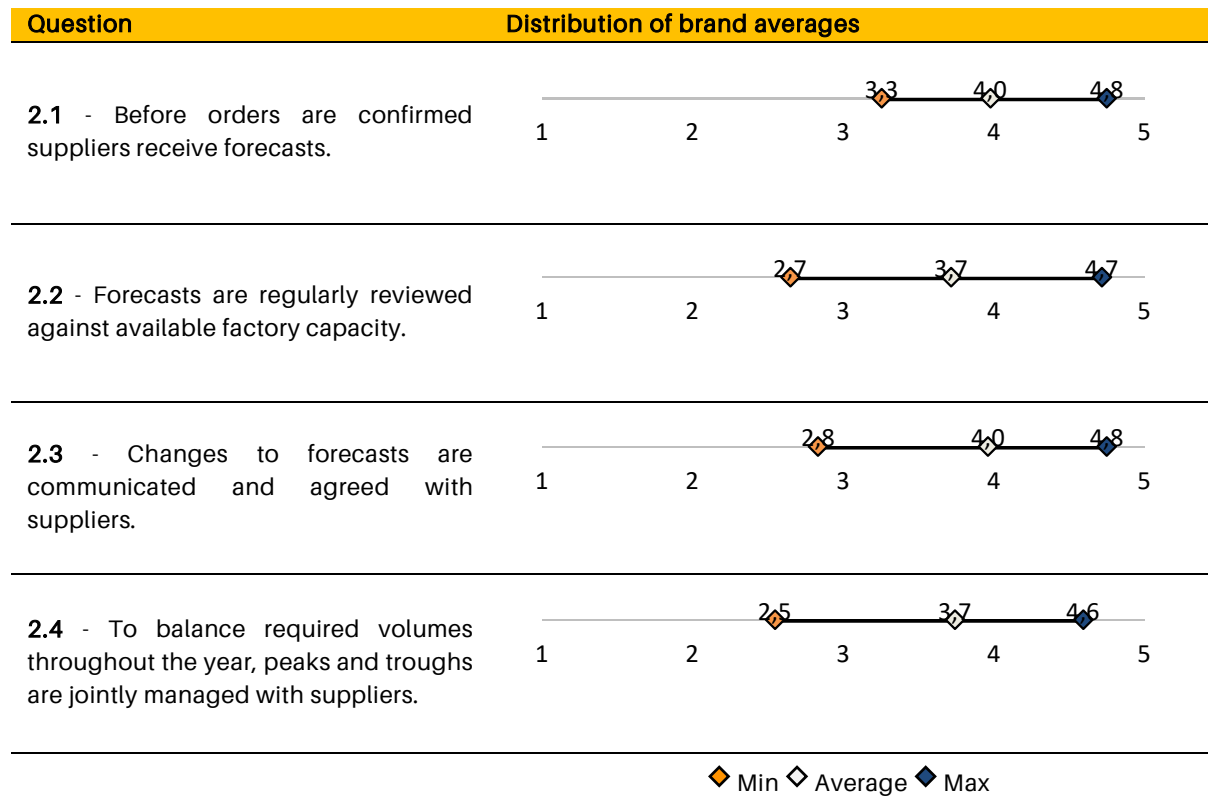 Question Distribution of brand averages
3,3 4,0 4,8
2.1 - Before orders are confirmed
suppliers receive forecasts.
1 2 3 4 5
2,7 3,7 4,7
2.2 - Forecasts are regularly reviewed
against available factory capacity.
1 2 3 4 5
2,8 4,0 4,8
2.3 - Changes to forecasts are
communicated and agreed with
suppliers.
1 2 3 4 5
2,5 3,7 4,6
2.4 - To balance required volumes
throughout the year, peaks and troughs
are jointly managed with suppliers.
1 2 3 4 5
Min Average Max